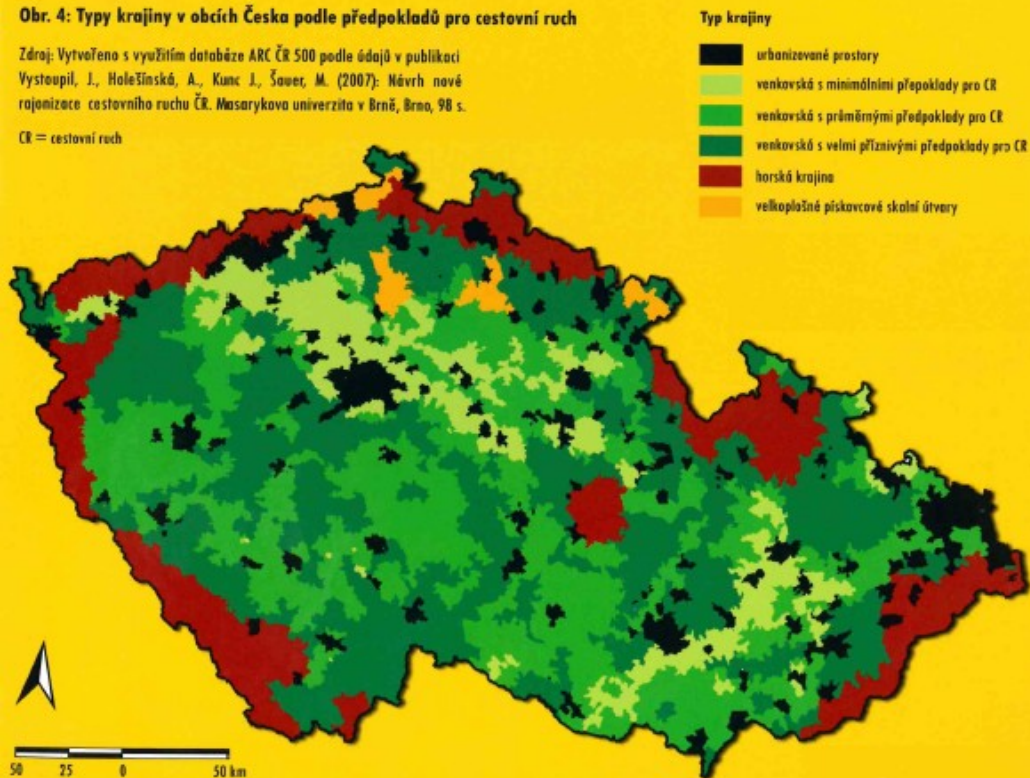 Obr. 4: Typy krajiny v obcích Česka podle předpokladů pro cestovní ruch
Zdroj: Vytvořeno s využitím databáze ARC ČR 500 podle údajů v publikaci
Vystoupil, J., Holešínská, A., Kunc J., Šauer, M. (2007): Návrh nové
rajonizace cestovního ruchu ČR. Masarykova univerzita v Brně, Brno, 98 s.
CR = cestovní ruch
Typ krajiny
urbanizované prostory
venkovská s minimálními přepoklady pro CR
venkovská s průměrnými předpoklady pro CR
venkovská s velmi příznivými předpoklady pro CR
horská krajina
velkoplošné pískovcové skalní útvary
50 25 0 50 km